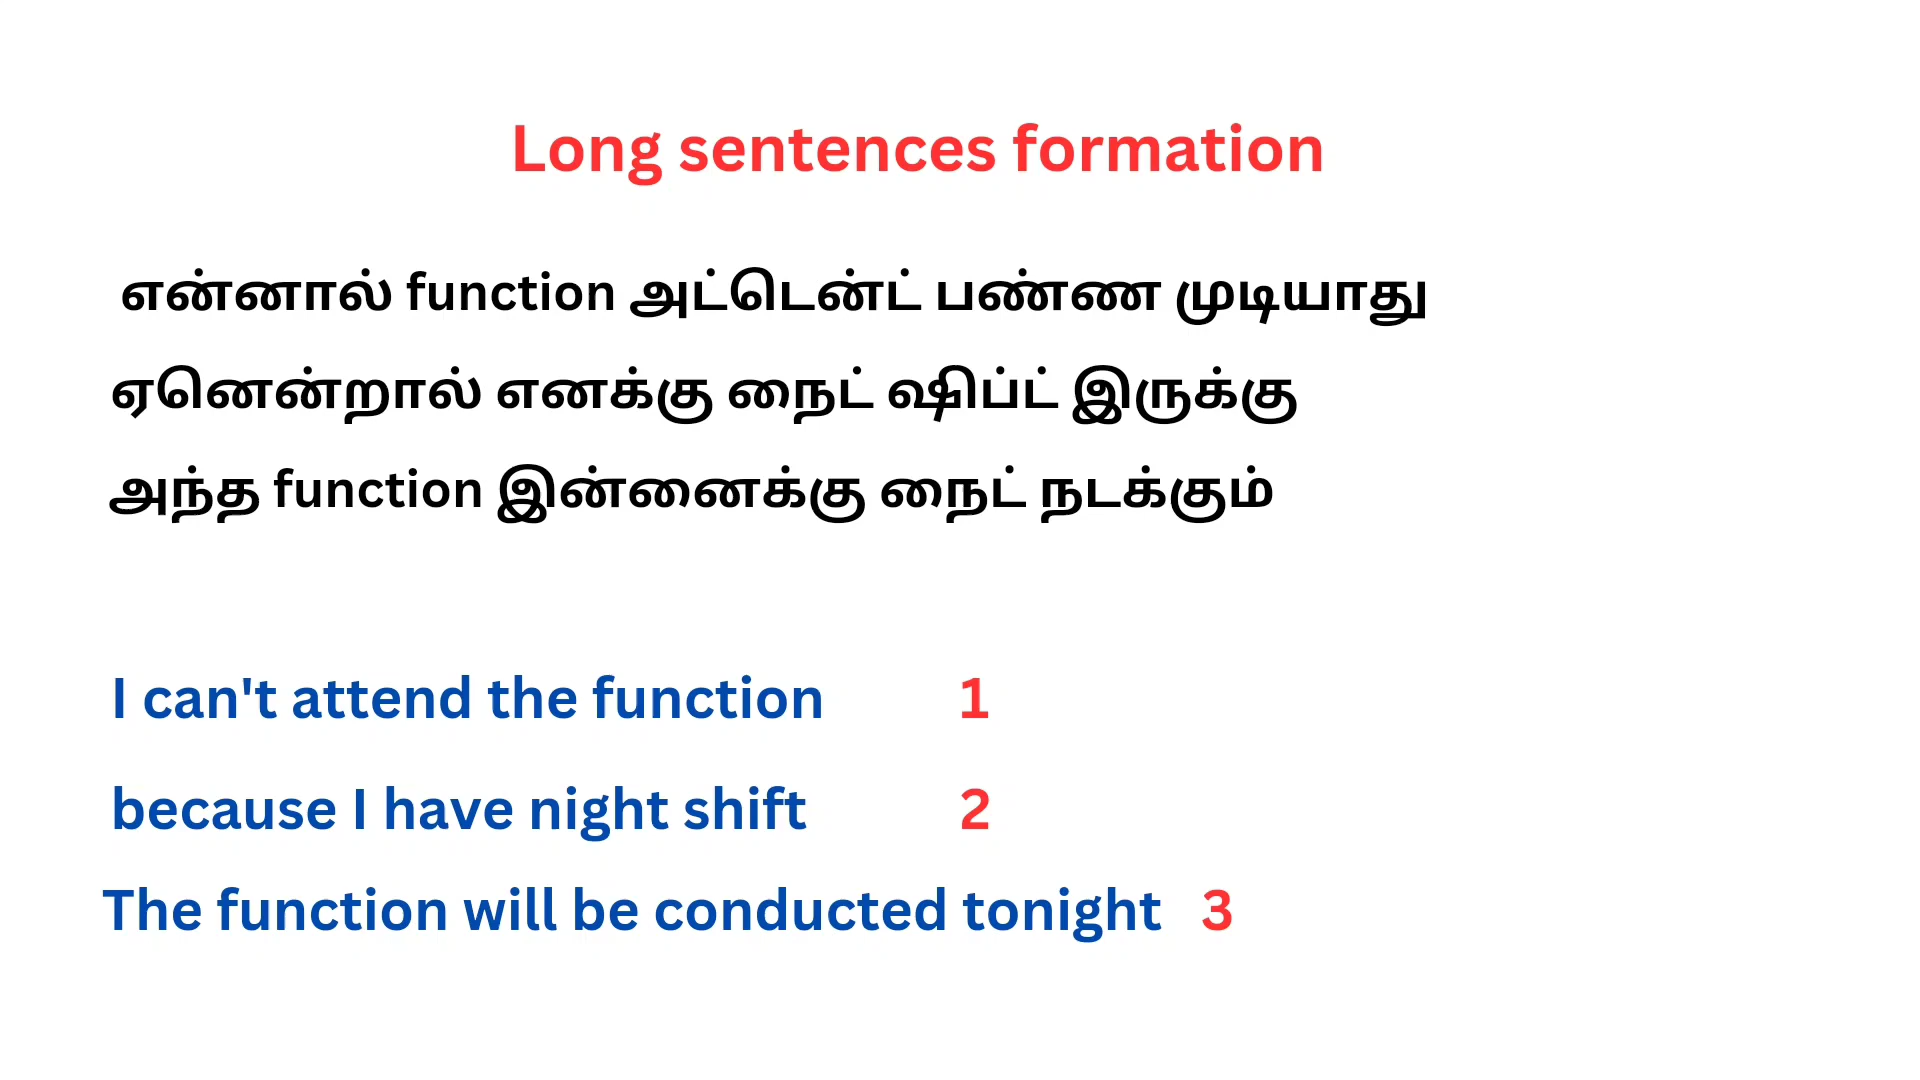 Long sentences formation
என்னால் function அட்டென்ட் பண்ண முடியாது
ஏனென்றால் எனக்கு நைட் ஷிப்ட் இருக்கு
அந்த function இன்னைக்கு நைட் நடக்கும்
I can't attend the function 1
because I have night shift 2
The function will be conducted tonight 3